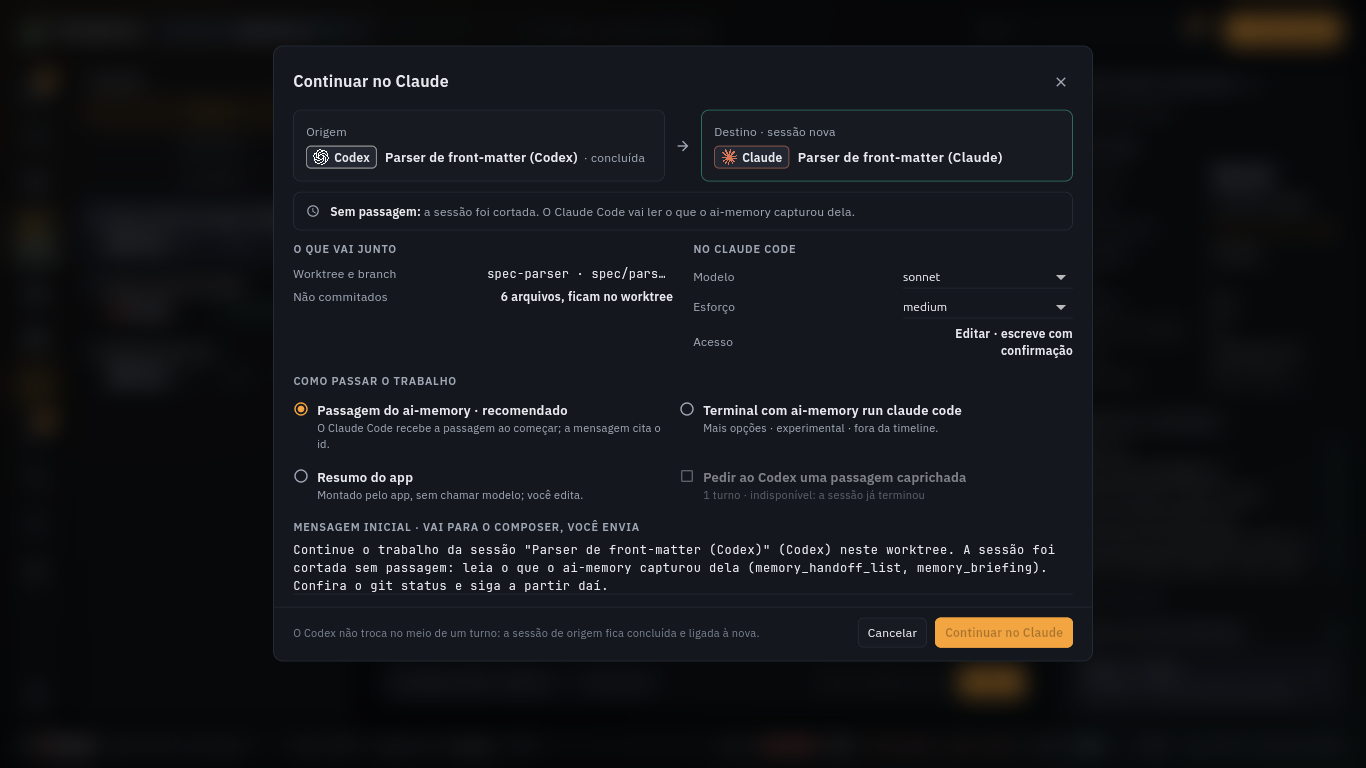 Continuar no Claude
Origem
Codex Parser de front-matter (Codex) · concluída
Destino · sessão nova
Claude Parser de front-matter (Claude)
Sem passagem: a sessão foi cortada. O Claude Code vai ler o que o ai-memory capturou dela.
O QUE VAI JUNTO
Worktree e branch spec-parser · spec/pars…
Não commitados 6 arquivos, ficam no worktree
NO CLAUDE CODE
Modelo sonnet
Esforço medium
Acesso Editar · escreve com
confirmação
COMO PASSAR O TRABALHO
Passagem do ai-memory · recomendado
O Claude Code recebe a passagem ao começar; a mensagem cita o
id.
Terminal com ai-memory run claude code
Mais opções · experimental · fora da timeline.
Resumo do app
Montado pelo app, sem chamar modelo; você edita.
Pedir ao Codex uma passagem caprichada
1 turno · indisponível: a sessão já terminou
MENSAGEM INICIAL · VAI PARA O COMPOSER, VOCÊ ENVIA
Continue o trabalho da sessão "Parser de front-matter (Codex)" (Codex) neste worktree. A sessão foi
cortada sem passagem: leia o que o ai-memory capturou dela (memory_handoff_list, memory_briefing).
Confira o git status e siga a partir daí.
O Codex não troca no meio de um turno: a sessão de origem fica concluída e ligada à nova.
Cancelar
Continuar no Claude